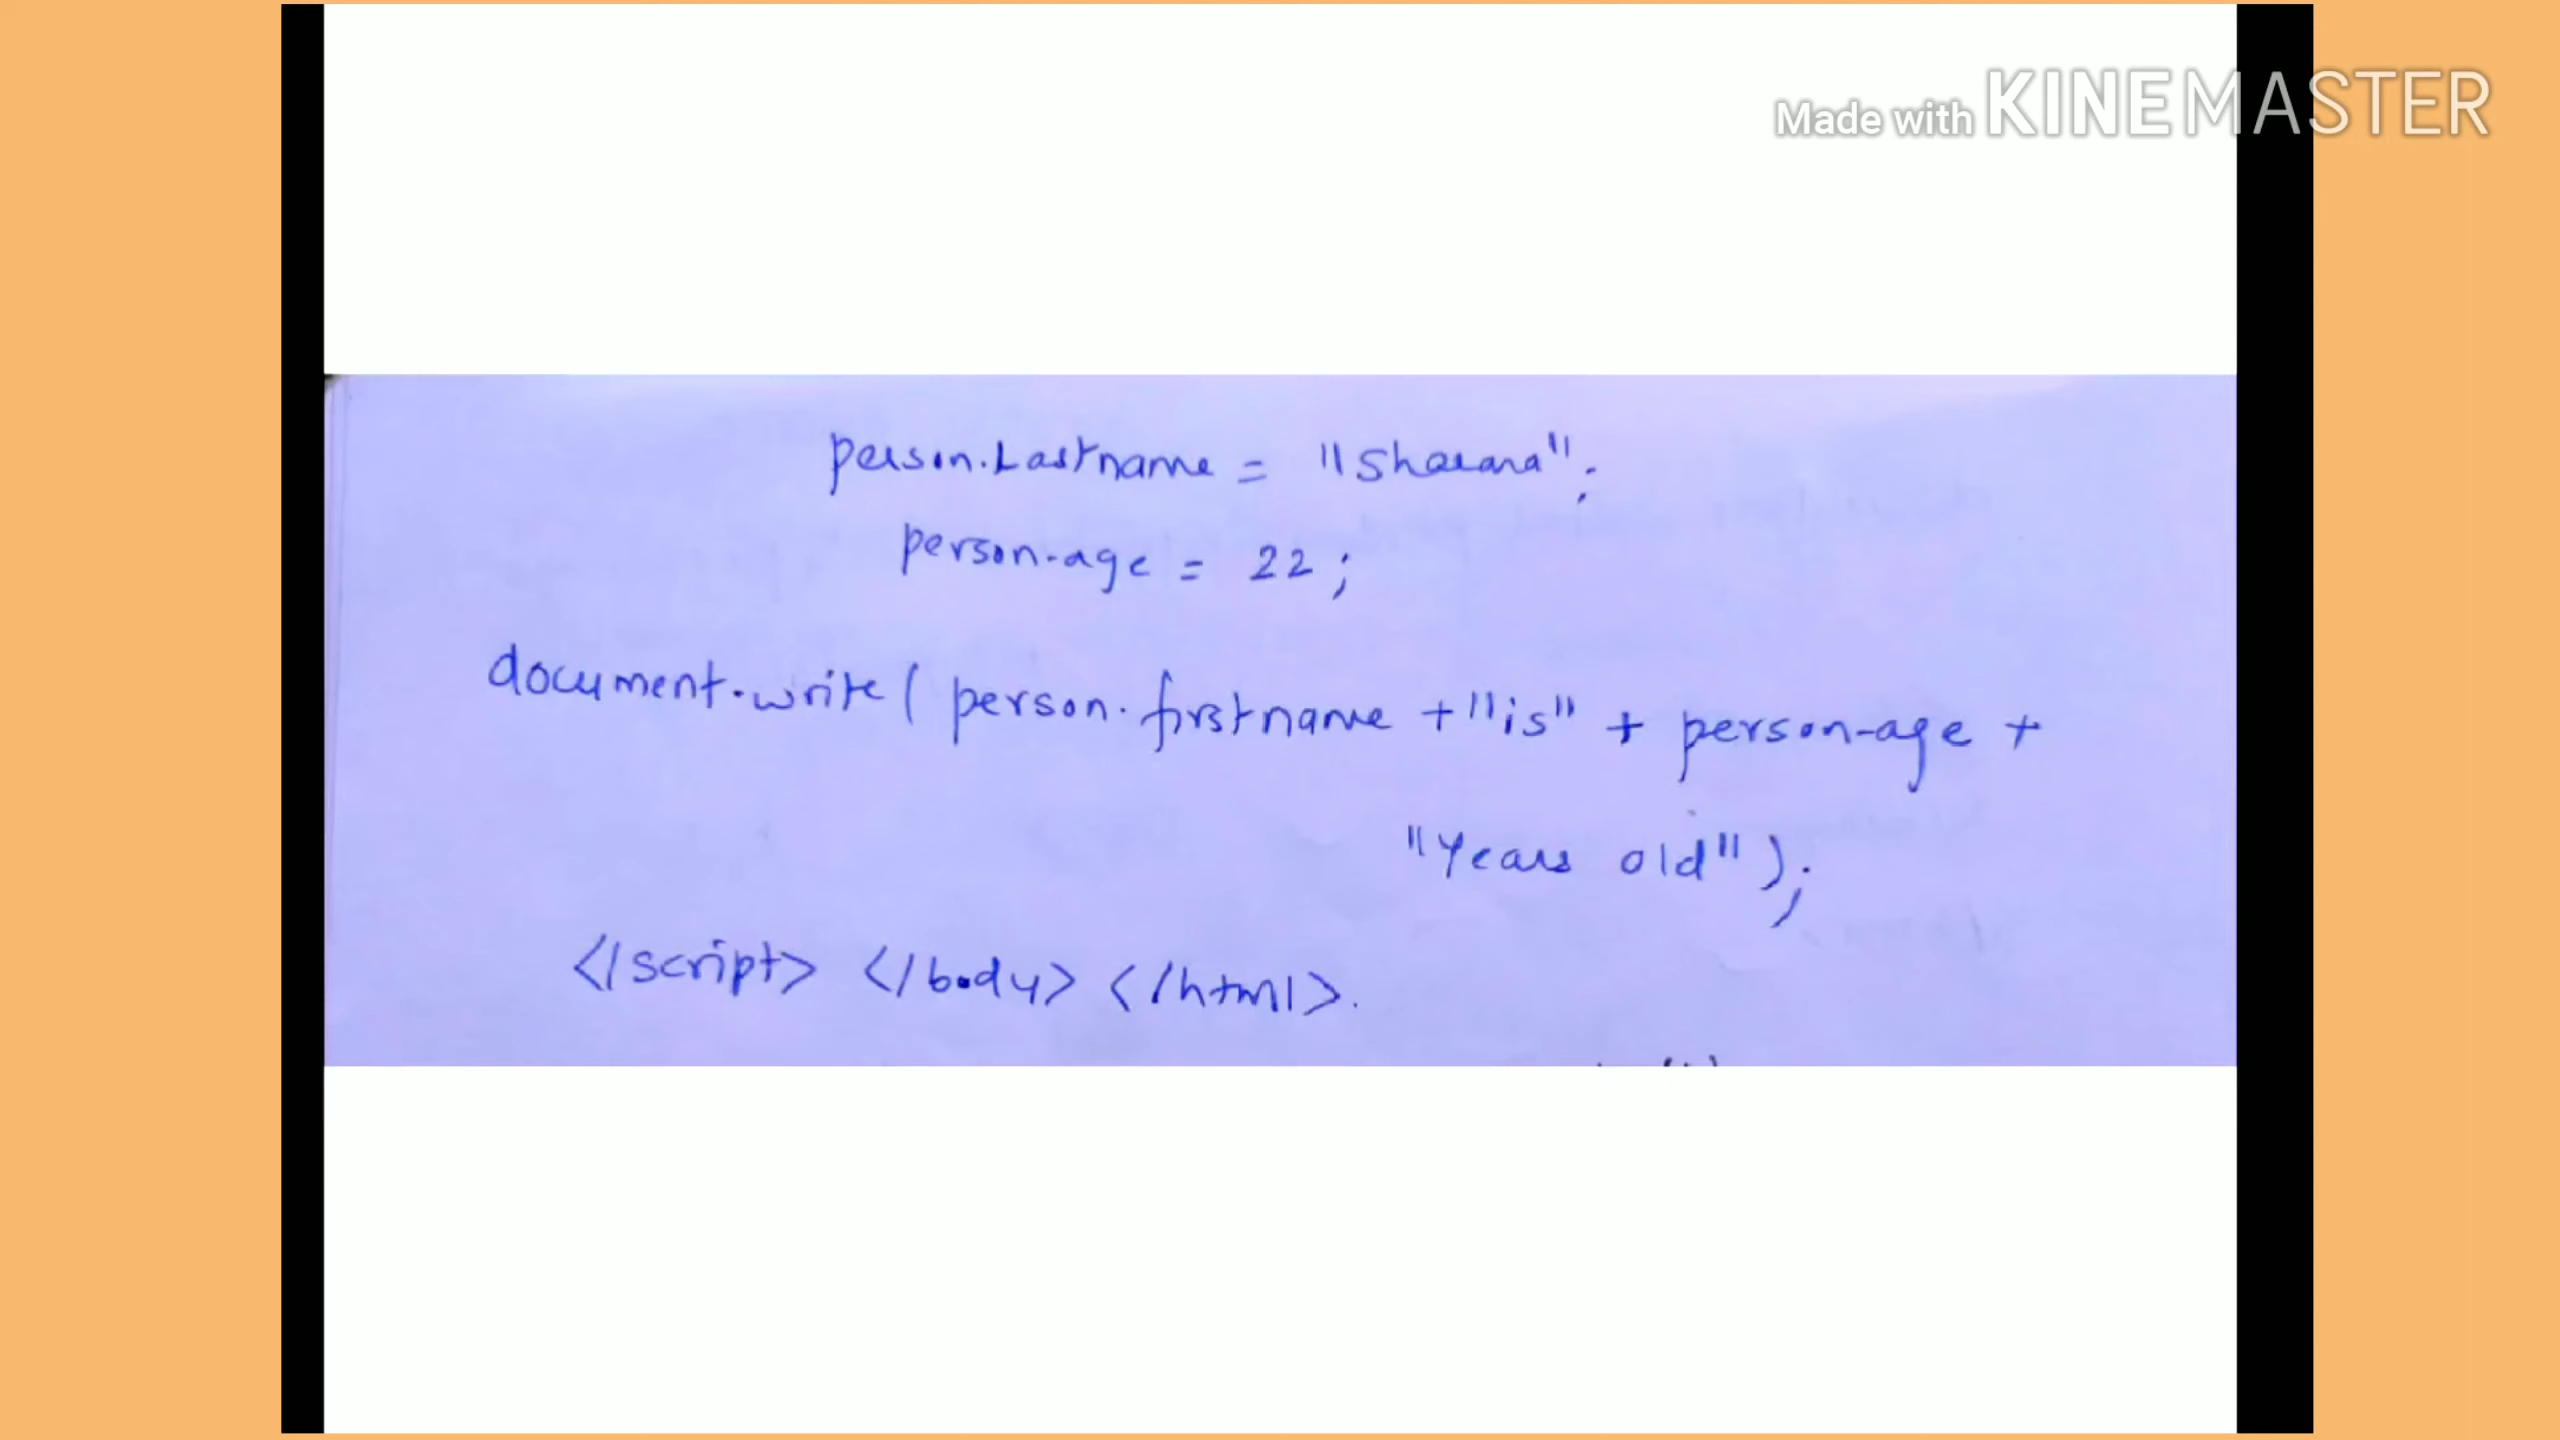 Made with KINEMASTER
person.Lastname = "Sharma";
person.age = 22;
document.write( person.firstname +"is" + person-age +
"Years old");
</script> </body> </html>.